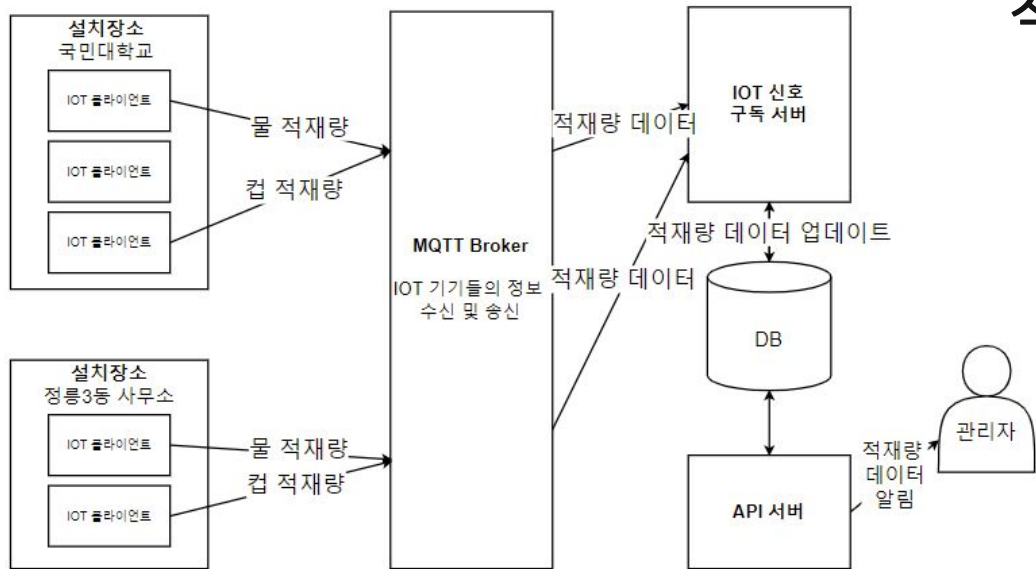 설치장소
국민대학교
IOT 클라이언트
IOT 클라이언트
IOT 클라이언트
물 적재량
컵 적재량
설치장소
정릉3동 사무소
IOT 클라이언트
IOT 클라이언트
물 적재량
컵 적재량
MQTT Broker
IOT 기기들의 정보
수신 및 송신
적재량 데이터
적재량 데이터
IOT 신호
구독 서버
적재량 데이터 업데이트
DB
API 서버
적재량
데이터
알림
관리자